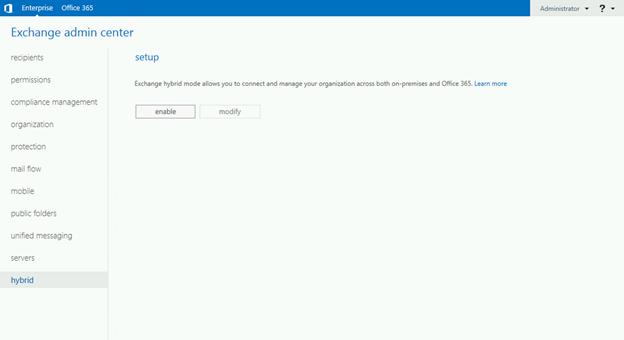 Enterprise Office 365
Administrator ?
Exchange admin center
recipients
permissions
compliance management
organization
protection
mail flow
mobile
public folders
unified messaging
servers
hybrid
setup
Exchange hybrid mode allows you to connect and manage your organization across both on-premises and Office 365. Learn more
enable modify